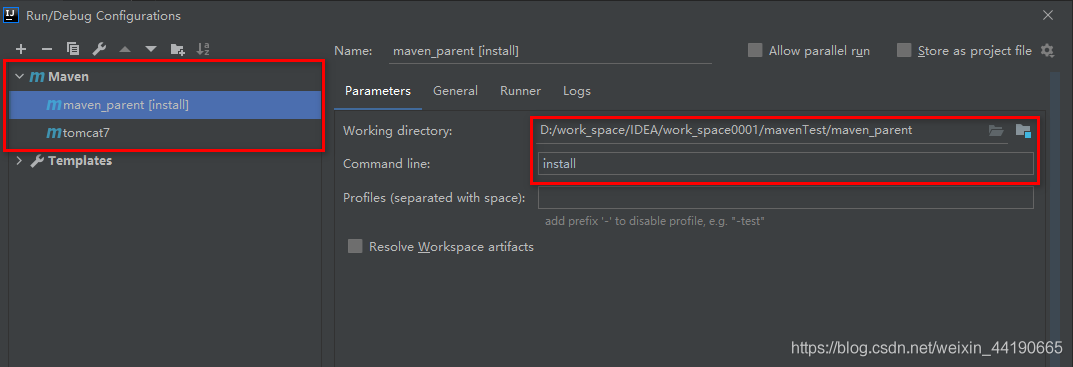 Run/Debug Configurations
Name: maven_parent [install] Allow parallel run Store as project file
Maven
maven_parent [install]
tomcat7
Templates
Parameters General Runner Logs
Working directory: D:/work_space/IDEA/work_space0001/mavenTest/maven_parent
Command line: install
Profiles (separated with space):
add prefix '-' to disable profile, e.g. "-test"
Resolve Workspace artifacts
https://blog.csdn.net/weixin_44190665